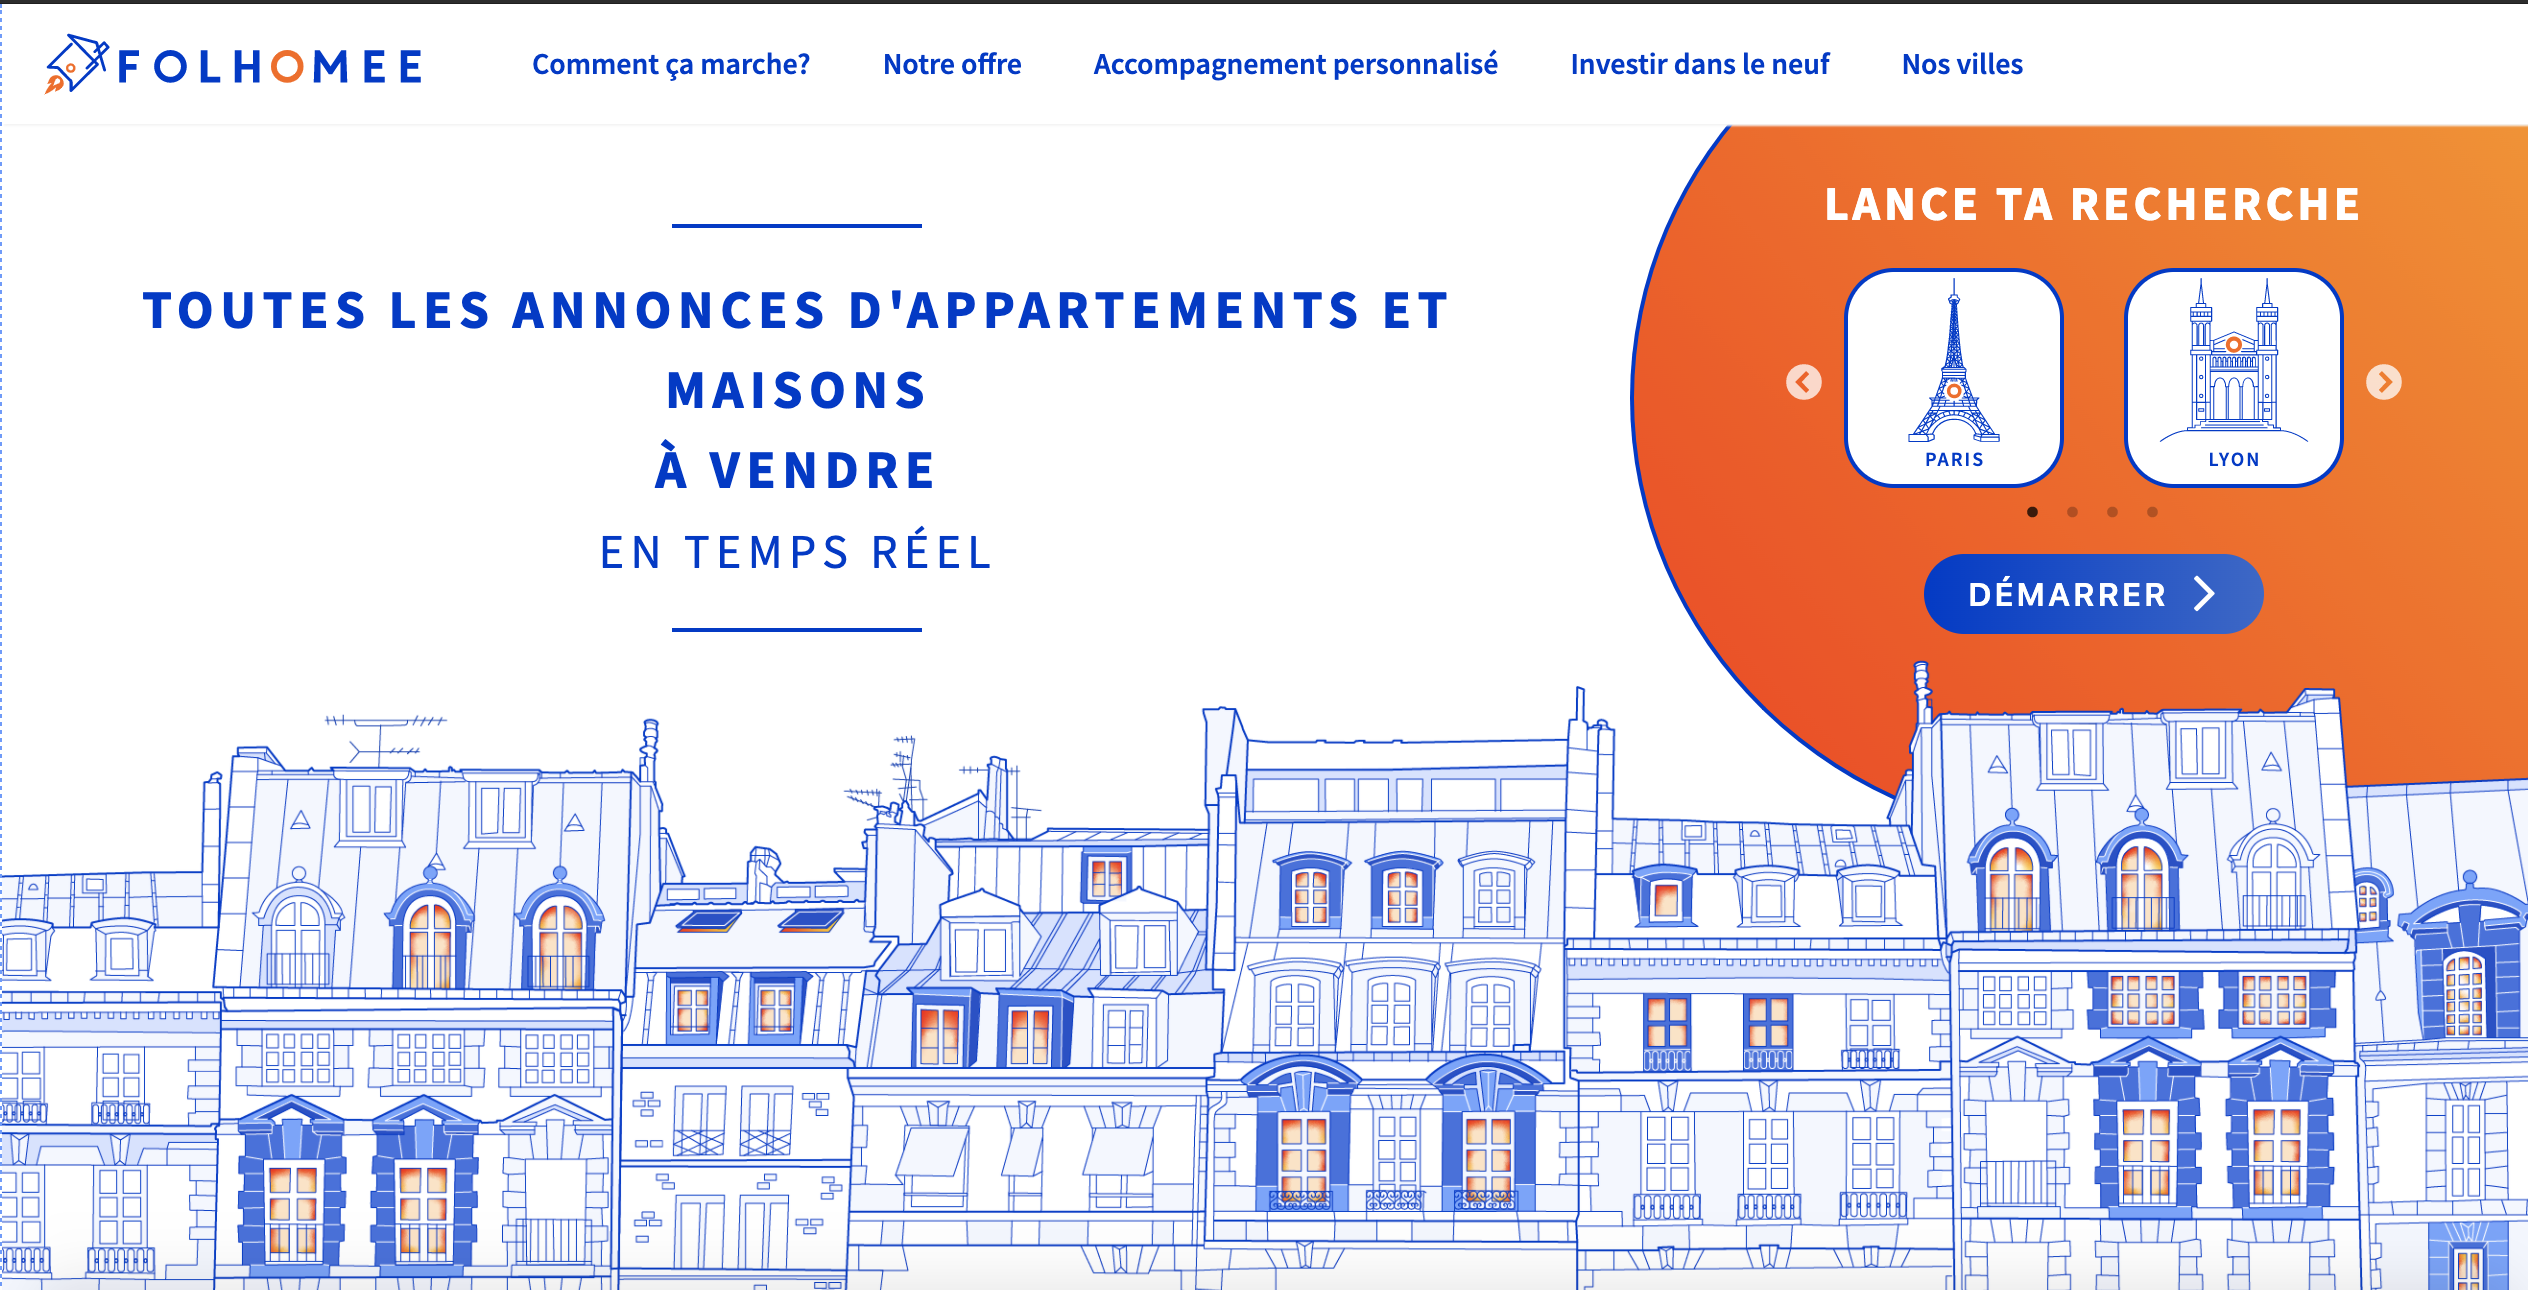 FOLHOMEE
Comment ça marche?
Notre offre
Accompagnement personnalisé
Investir dans le neuf
Nos villes
TOUTES LES ANNONCES D'APPARTEMENTS ET
MAISONS
À VENDRE
EN TEMPS RÉEL
LANCE TA RECHERCHE
PARIS
LYON
DÉMARRER